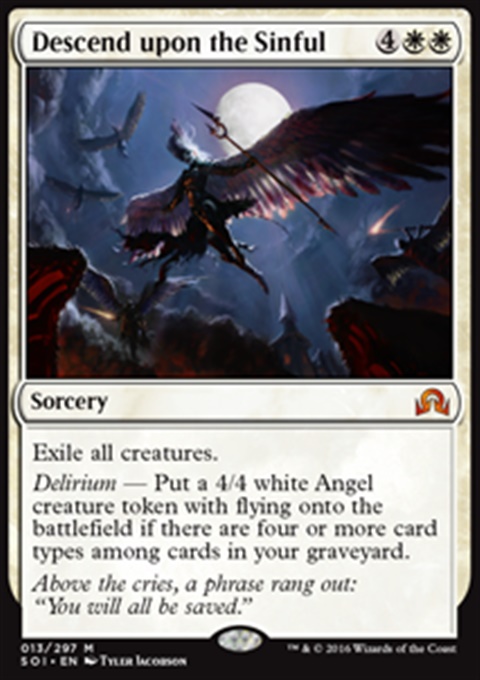 Descend upon the Sinful 4
Sorcery
Exile all creatures.
Delirium — Put a 4/4 white Angel
creature token with flying onto the
battlefield if there are four or more card
types among cards in your graveyard.
Above the cries, a phrase rang out:
“You will all be saved.”
013/297 M
SOI • EN Tyler Jacobson
™ & © 2016 Wizards of the Coast